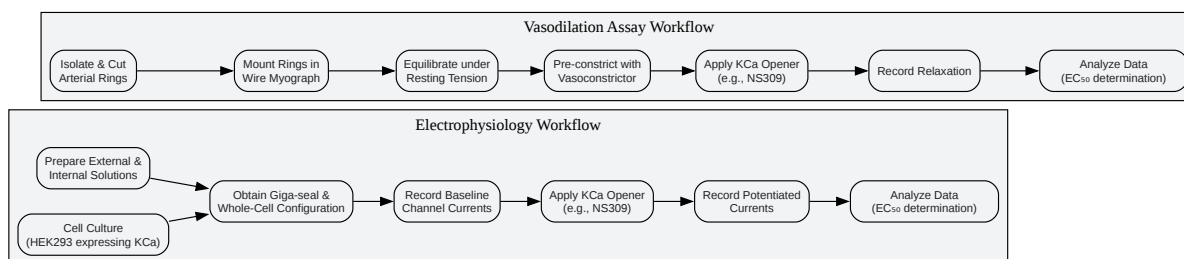 Vasodilation Assay Workflow
Isolate & Cut
Arterial Rings
Mount Rings in
Wire Myograph
Equilibrate under
Resting Tension
Pre-constrict with
Vasoconstrictor
Apply KCa Opener
(e.g., NS309)
Record Relaxation
Analyze Data
(EC₅₀ determination)
Electrophysiology Workflow
Prepare External &
Internal Solutions
Cell Culture
(HEK293 expressing KCa)
Obtain Giga-seal &
Whole-Cell Configuration
Record Baseline
Channel Currents
Apply KCa Opener
(e.g., NS309)
Record Potentiated
Currents
Analyze Data
(EC₅₀ determination)